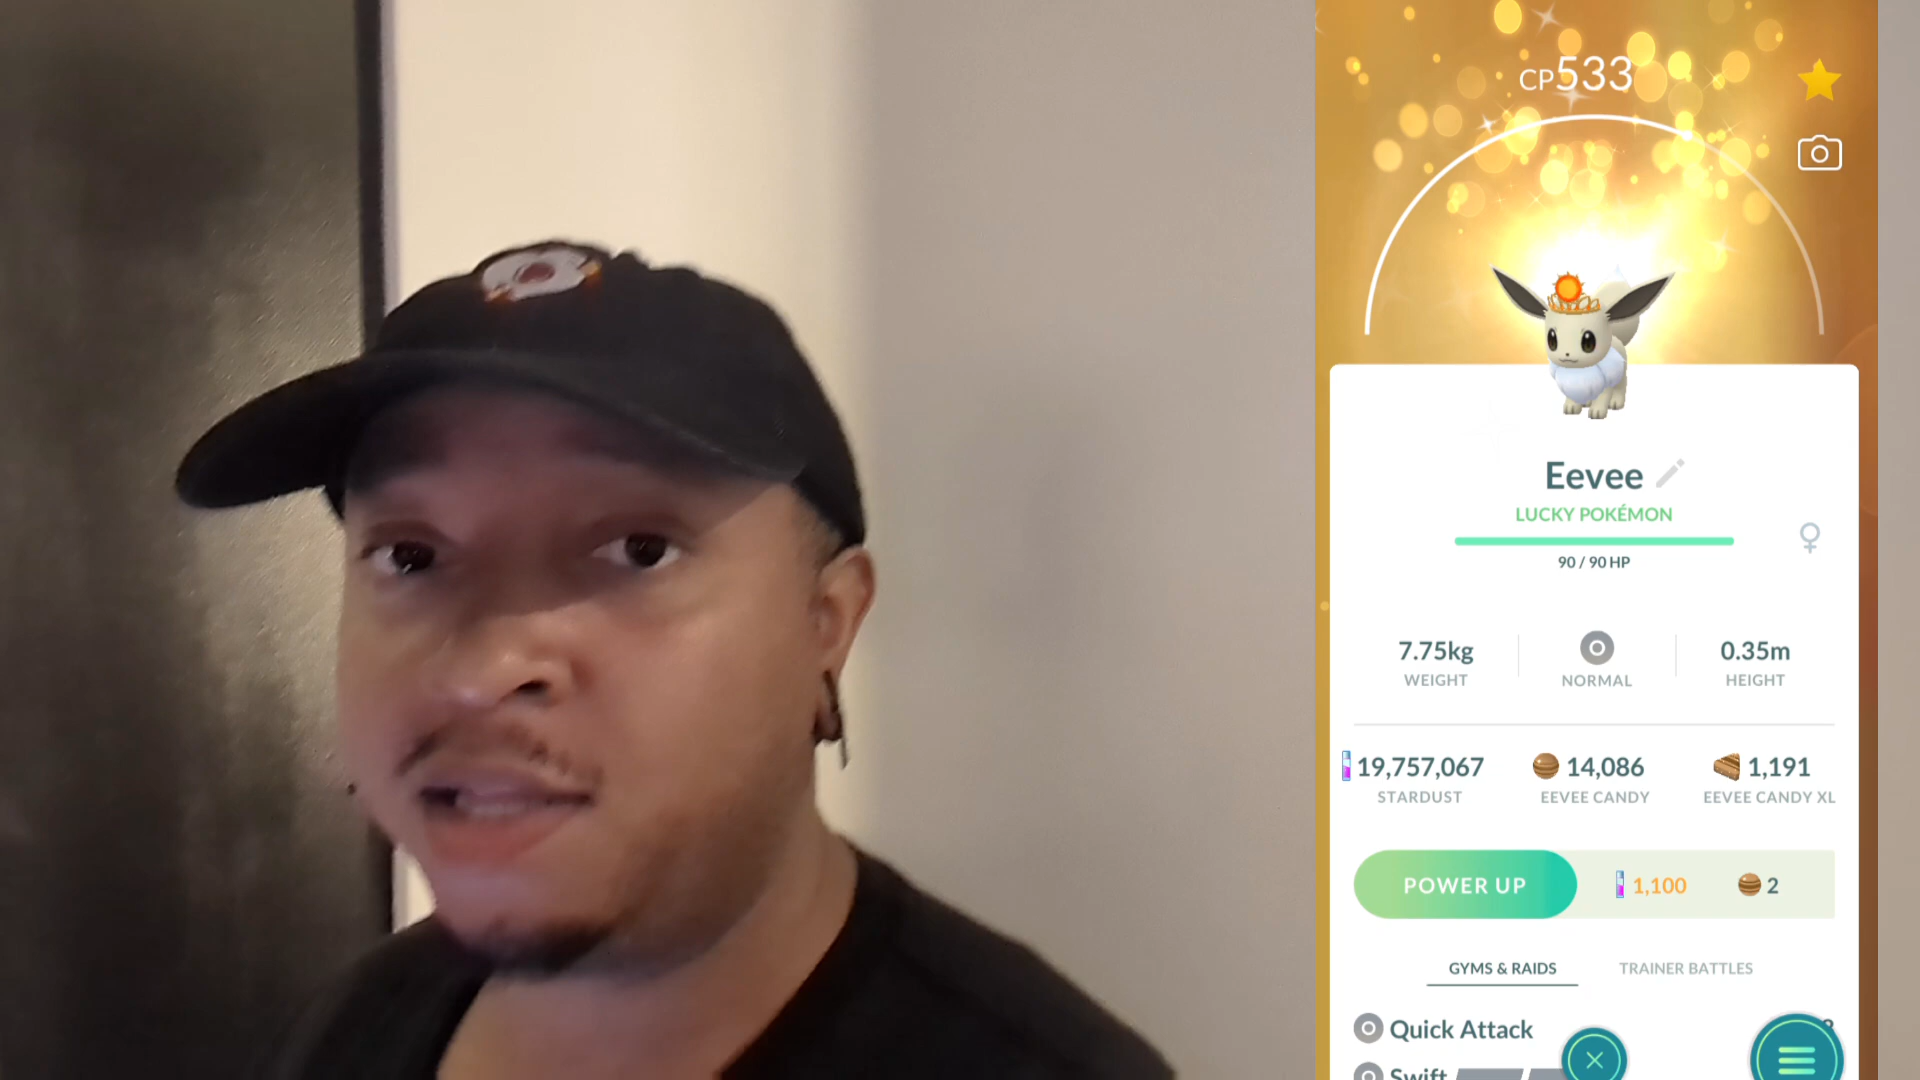 CP533
Eevee
LUCKY POKÉMON
90 / 90 HP
7.75kg
WEIGHT
NORMAL
0.35m
HEIGHT
19,757,067
STARDUST
14,086
EEVEE CANDY
1,191
EEVEE CANDY XL
POWER UP
1,100
2
GYMS & RAIDS
TRAINER BATTLES
Quick Attack
Swift